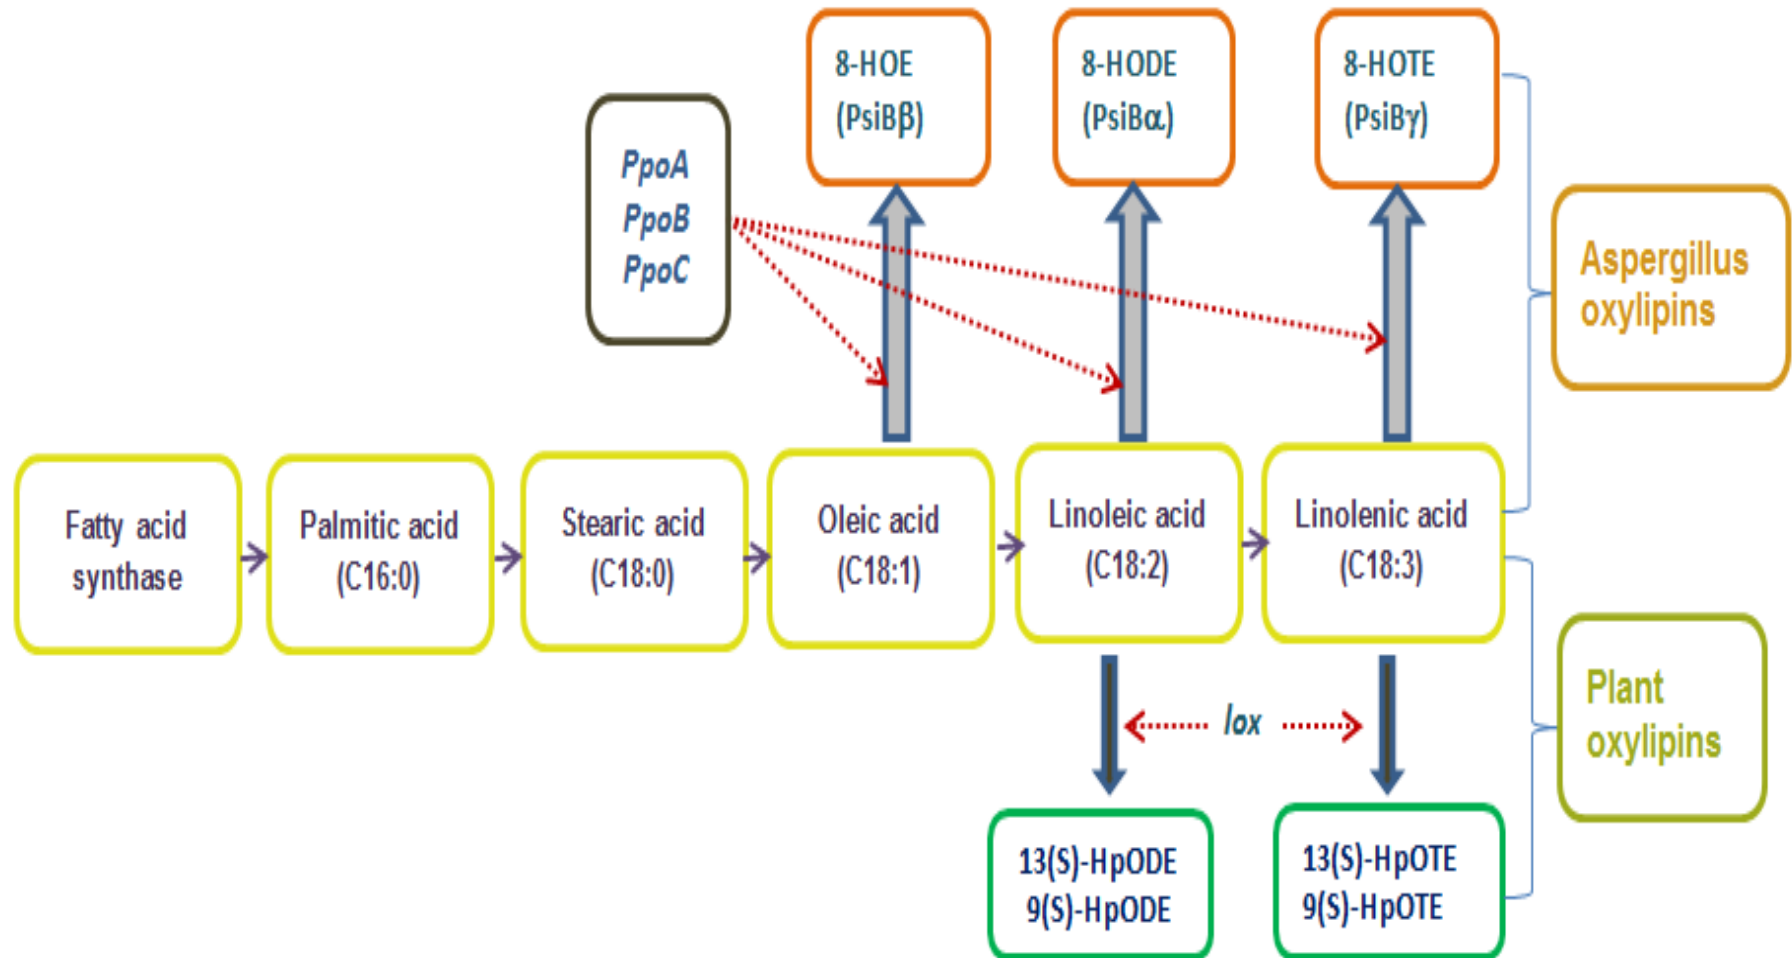 8-HOE
(PsiBβ)
8-HODE
(PsiBα)
8-HOTE
(PsiBγ)
PpoA
PpoB
PpoC
Aspergillus
oxylipins
Fatty acid
synthase
Palmitic acid
(C16:0)
Stearic acid
(C18:0)
Oleic acid
(C18:1)
Linoleic acid
(C18:2)
Linolenic acid
(C18:3)
Plant
oxylipins
lox
13(S)-HpODE
9(S)-HpODE
13(S)-HpOTE
9(S)-HpOTE